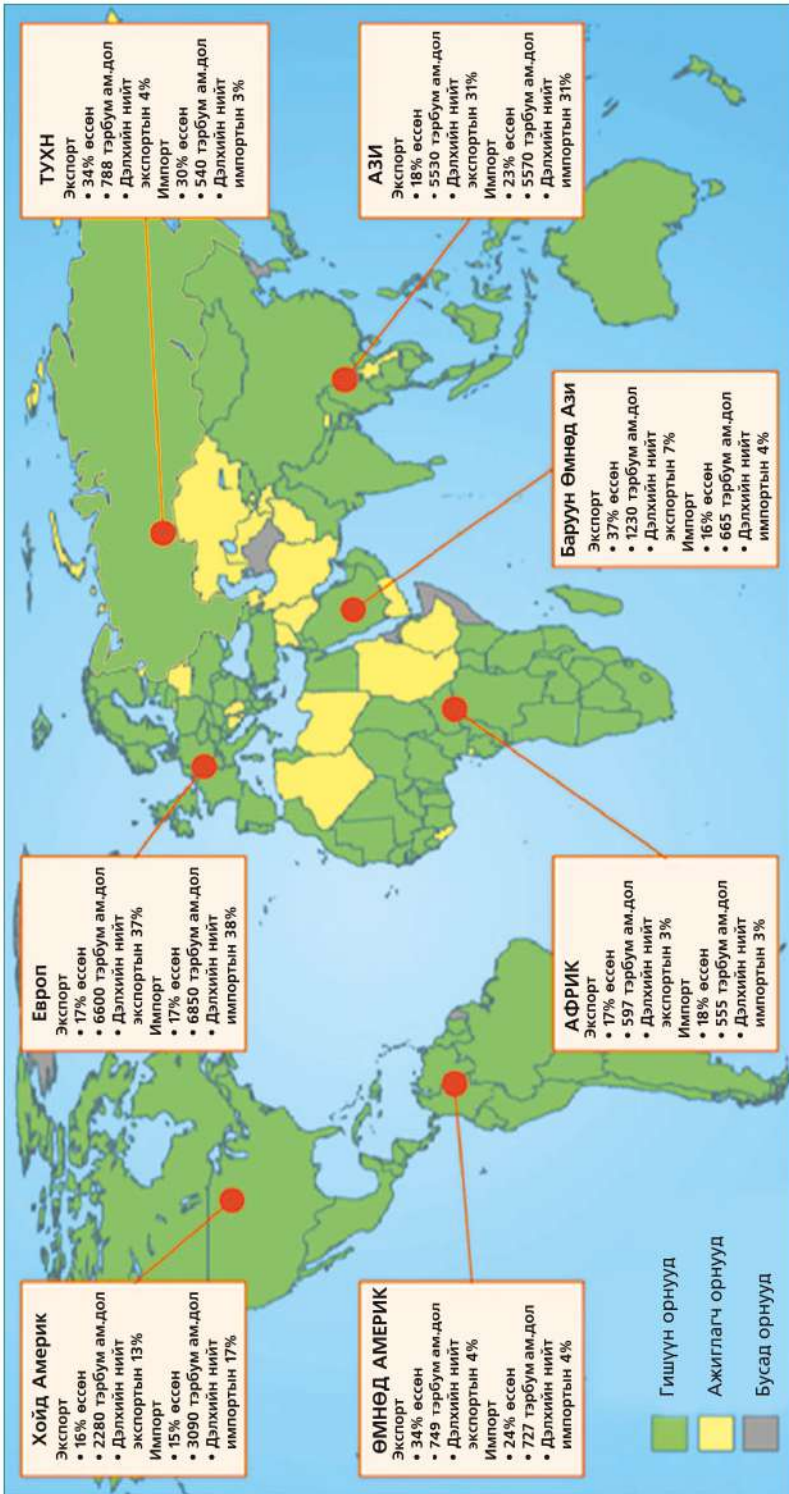 Хойд Америк
Экспорт
• 16% өссөн
• 2280 тэрбум ам.дол
• Дэлхийн нийт
экспортын 13%
Импорт
• 15% өссөн
• 3090 тэрбум ам.дол
• Дэлхийн нийт
импортын 17%
Европ
Экспорт
• 17% өссөн
• 6600 тэрбум ам.дол
• Дэлхийн нийт
экспортын 37%
Импорт
• 17% өссөн
• 6850 тэрбум ам.дол
• Дэлхийн нийт
импортын 38%
ТУХН
Экспорт
• 34% өссөн
• 788 тэрбум ам.дол
• Дэлхийн нийт
экспортын 4%
Импорт
• 30% өссөн
• 540 тэрбум ам.дол
• Дэлхийн нийт
импортын 3%
ӨМНӨД АМЕРИК
Экспорт
• 34% өссөн
• 749 тэрбум ам.дол
• Дэлхийн нийт
экспортын 4%
Импорт
• 24% өссөн
• 727 тэрбум ам.дол
• Дэлхийн нийт
импортын 4%
АФРИК
Экспорт
• 17% өссөн
• 597 тэрбум ам.дол
• Дэлхийн нийт
экспортын 3%
Импорт
• 18% өссөн
• 555 тэрбум ам.дол
• Дэлхийн нийт
импортын 3%
Баруун Өмнөд Ази
Экспорт
• 37% өссөн
• 1230 тэрбум ам.дол
• Дэлхийн нийт
экспортын 7%
Импорт
• 16% өссөн
• 665 тэрбум ам.дол
• Дэлхийн нийт
импортын 4%
АЗИ
Экспорт
• 18% өссөн
• 5530 тэрбум ам.дол
• Дэлхийн нийт
экспортын 31%
Импорт
• 23% өссөн
• 5570 тэрбум ам.дол
• Дэлхийн нийт
импортын 31%
Гишүүн орнууд
Ажиглагч орнууд
Бусад орнууд